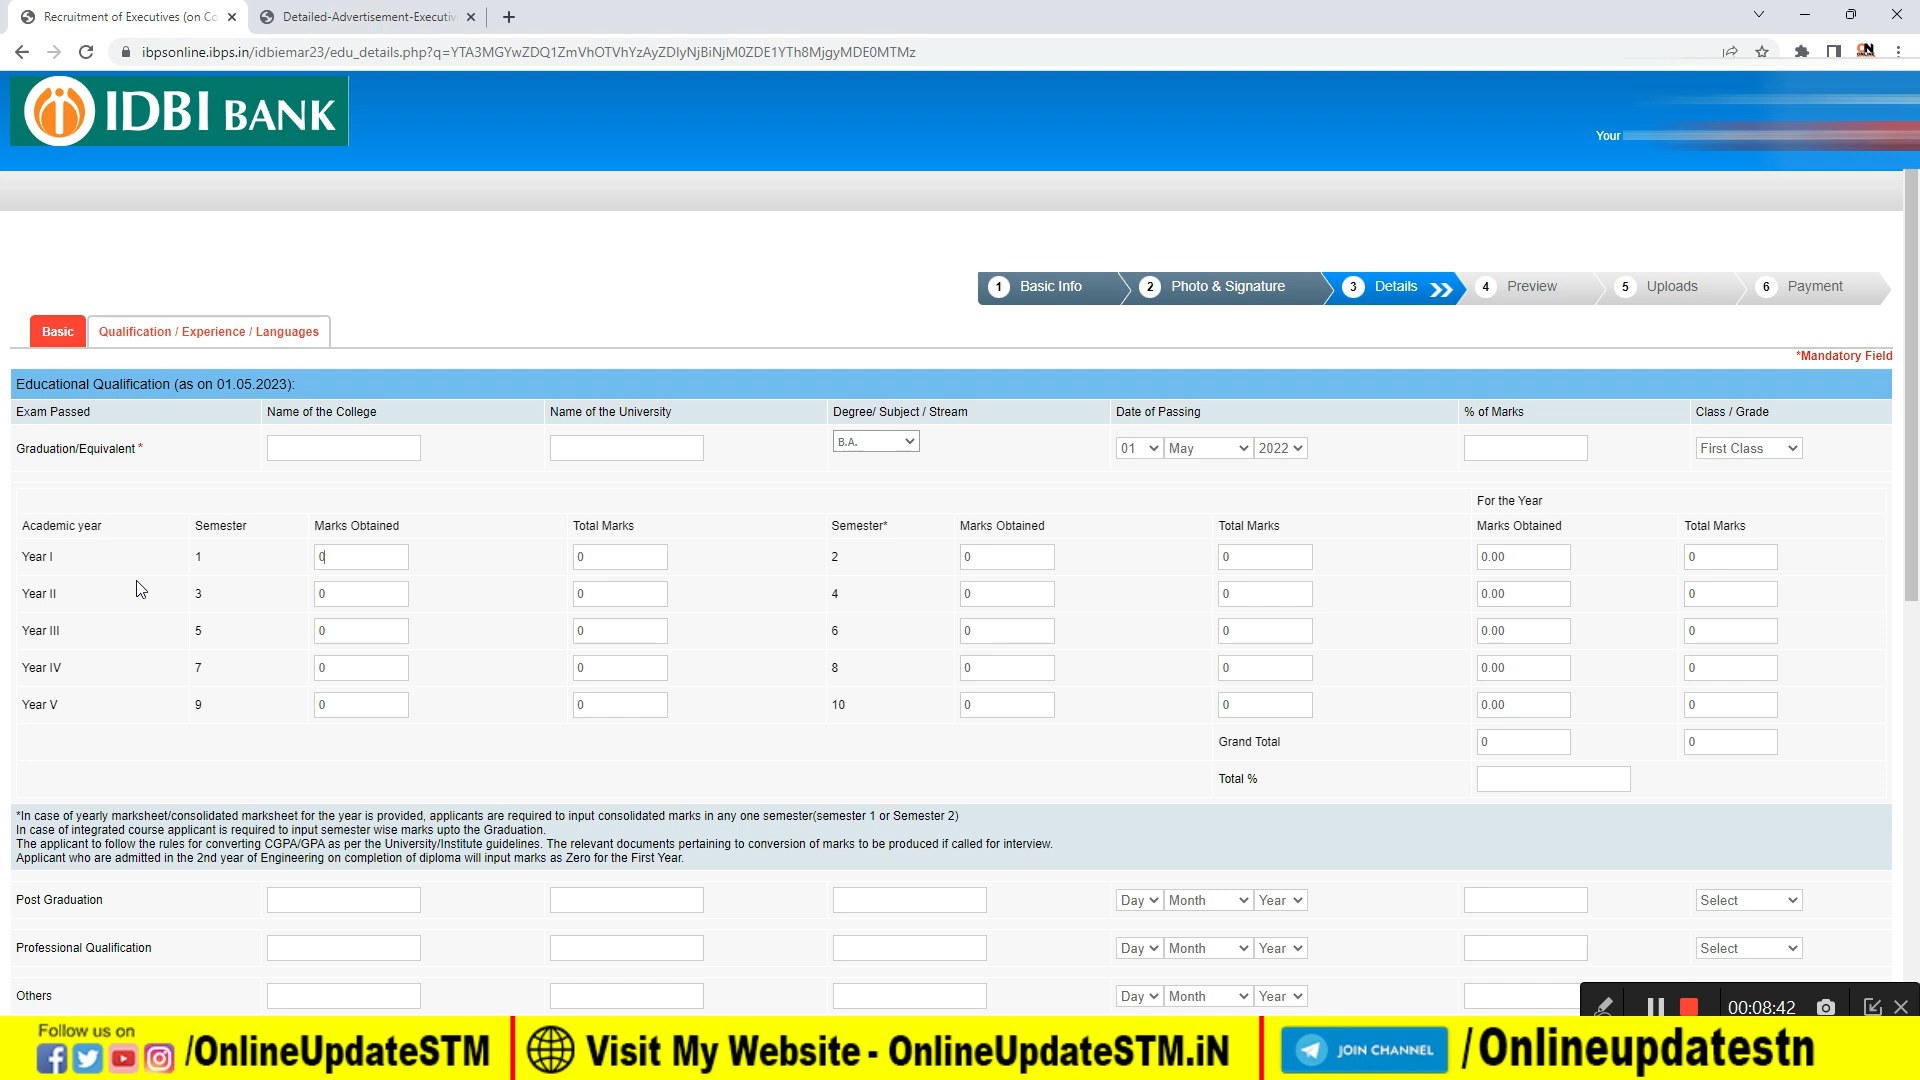 Recruitment of Executives (on Co
Detailed-Advertisement-Executiv
ibpsonline.ibps.in/idbiemar23/edu_details.php?q=YTA3MGYwZDQ1ZmVhOTVhYzAyZDIyNjBiNjM0ZDE1YTh8MjgyMDE0MTMz
IDBI BANK
Your
1 Basic Info 2 Photo & Signature 3 Details 4 Preview 5 Uploads 6 Payment
Basic Qualification / Experience / Languages
*Mandatory Field
Educational Qualification (as on 01.05.2023):
Exam Passed Name of the College Name of the University Degree/ Subject / Stream Date of Passing % of Marks Class / Grade
Graduation/Equivalent * B.A. 01 May 2022 First Class
For the Year
Academic year Semester Marks Obtained Total Marks Semester* Marks Obtained Total Marks Marks Obtained Total Marks
Year I 1 0 0 2 0 0 0.00 0
Year II 3 0 0 4 0 0 0.00 0
Year III 5 0 0 6 0 0 0.00 0
Year IV 7 0 0 8 0 0 0.00 0
Year V 9 0 0 10 0 0 0.00 0
Grand Total 0 0
Total %
*In case of yearly marksheet/consolidated marksheet for the year is provided, applicants are required to input consolidated marks in any one semester(semester 1 or Semester 2)
In case of integrated course applicant is required to input semester wise marks upto the Graduation.
The applicant to follow the rules for converting CGPA/GPA as per the University/Institute guidelines. The relevant documents pertaining to conversion of marks to be produced if called for interview.
Applicant who are admitted in the 2nd year of Engineering on completion of diploma will input marks as Zero for the First Year.
Post Graduation Day Month Year Select
Professional Qualification Day Month Year Select
Others Day Month Year
00:08:42
Follow us on
/OnlineUpdateSTM
Visit My Website - OnlineUpdateSTM.iN
JOIN CHANNEL
/Onlineupdatestn